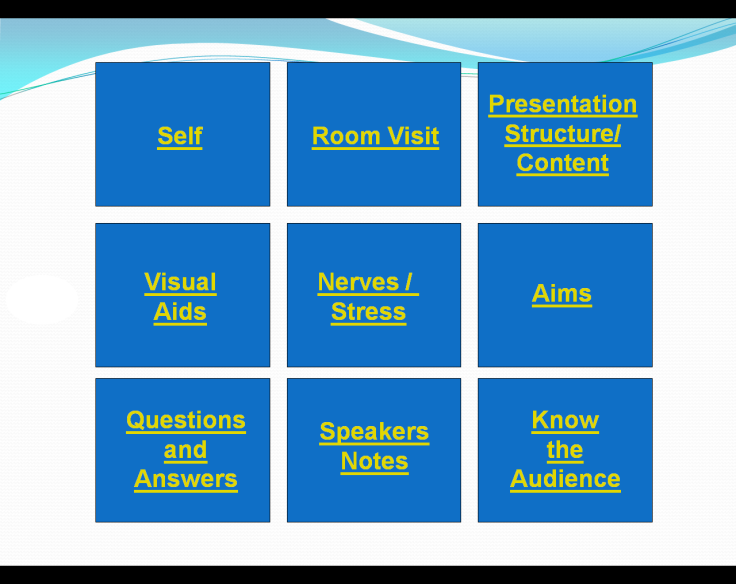 Self
Room Visit
Presentation
Structure/
Content
Visual
Aids
Nerves /
Stress
Aims
Questions
and
Answers
Speakers
Notes
Know
the
Audience